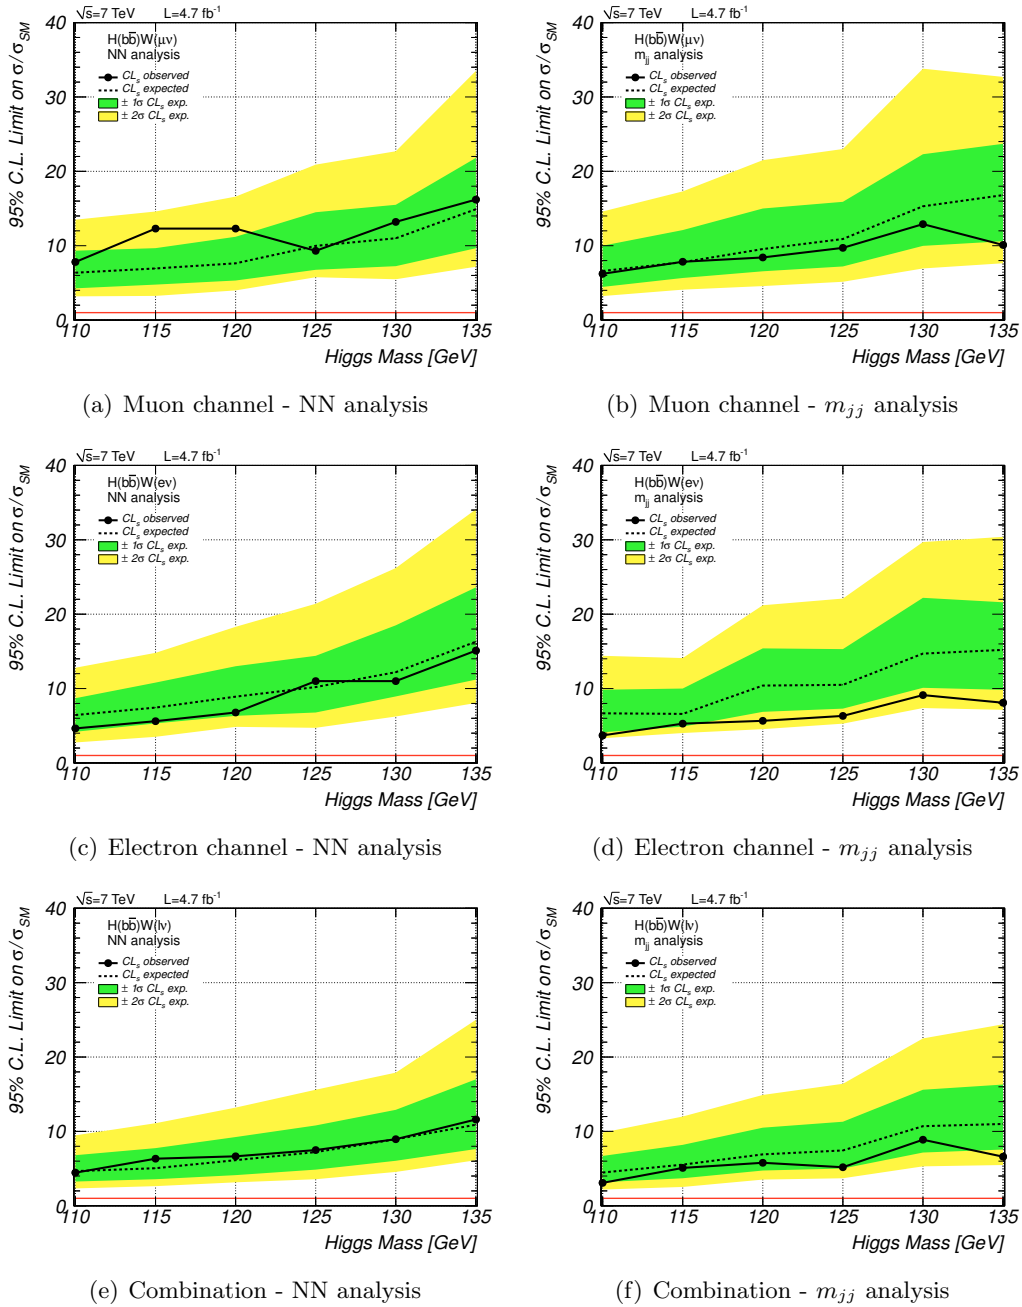 √s=7 TeV L=4.7 fb⁻¹
H(bb̅)W(μν)
NN analysis
CLs observed
CLs expected
± 1σ CLs exp.
± 2σ CLs exp.
95% C.L. Limit on σ/σSM
40
30
20
10
0
110 115 120 125 130 135
Higgs Mass [GeV]
(a) Muon channel - NN analysis
√s=7 TeV L=4.7 fb⁻¹
H(bb̅)W(μν)
mjj analysis
CLs observed
CLs expected
± 1σ CLs exp.
± 2σ CLs exp.
95% C.L. Limit on σ/σSM
40
30
20
10
0
110 115 120 125 130 135
Higgs Mass [GeV]
(b) Muon channel - mjj analysis
√s=7 TeV L=4.7 fb⁻¹
H(bb̅)W(eν)
NN analysis
CLs observed
CLs expected
± 1σ CLs exp.
± 2σ CLs exp.
95% C.L. Limit on σ/σSM
40
30
20
10
0
110 115 120 125 130 135
Higgs Mass [GeV]
(c) Electron channel - NN analysis
√s=7 TeV L=4.7 fb⁻¹
H(bb̅)W(eν)
mjj analysis
CLs observed
CLs expected
± 1σ CLs exp.
± 2σ CLs exp.
95% C.L. Limit on σ/σSM
40
30
20
10
0
110 115 120 125 130 135
Higgs Mass [GeV]
(d) Electron channel - mjj analysis
√s=7 TeV L=4.7 fb⁻¹
H(bb̅)W(lν)
NN analysis
CLs observed
CLs expected
± 1σ CLs exp.
± 2σ CLs exp.
95% C.L. Limit on σ/σSM
40
30
20
10
0
110 115 120 125 130 135
Higgs Mass [GeV]
(e) Combination - NN analysis
√s=7 TeV L=4.7 fb⁻¹
H(bb̅)W(lν)
mjj analysis
CLs observed
CLs expected
± 1σ CLs exp.
± 2σ CLs exp.
95% C.L. Limit on σ/σSM
40
30
20
10
0
110 115 120 125 130 135
Higgs Mass [GeV]
(f) Combination - mjj analysis